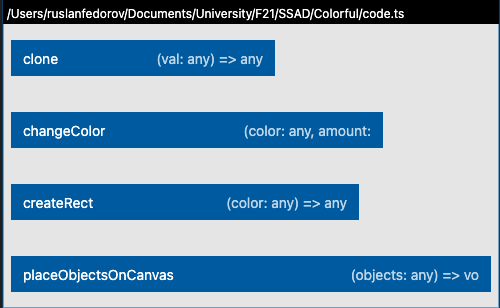 /Users/ruslanfedorov/Documents/University/F21/SSAD/Colorful/code.ts
clone (val: any) => any
changeColor (color: any, amount:
createRect (color: any) => any
placeObjectsOnCanvas (objects: any) => vo